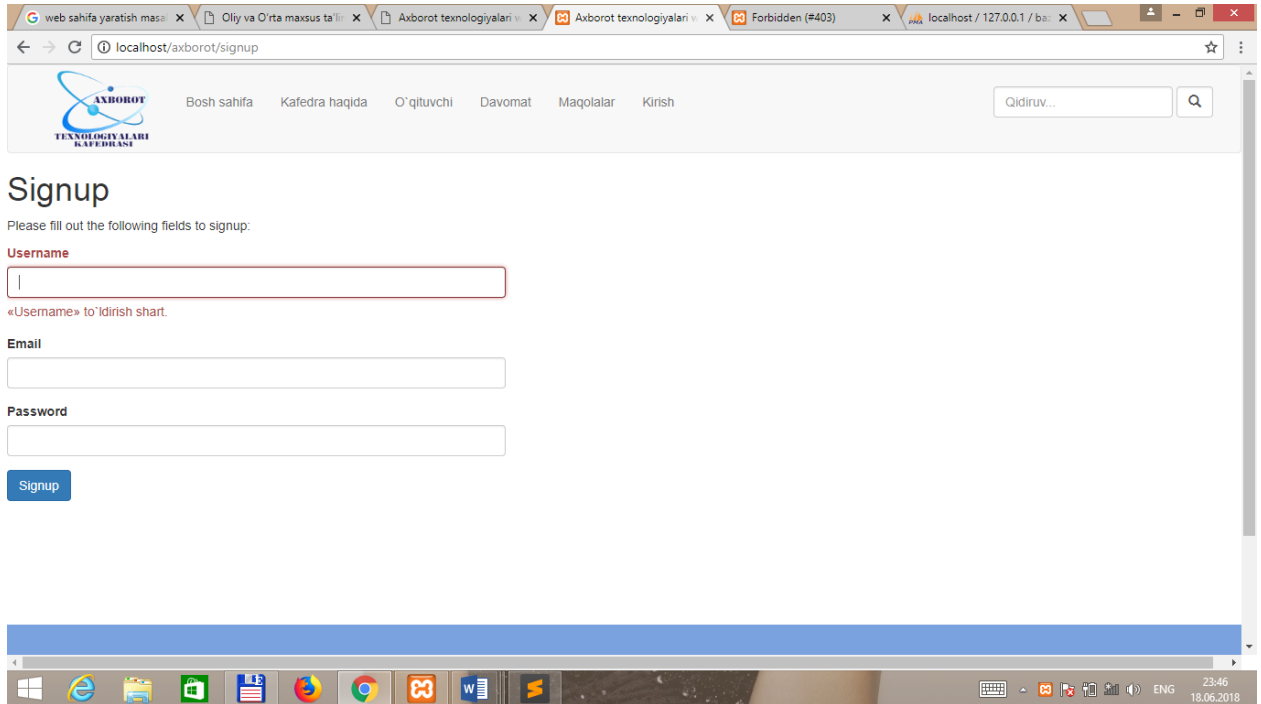 web sahifa yaratish masa
Oliy va O'rta maxsus ta'lir
Axborot texnologiyalari w
Axborot texnologiyalari w
Forbidden (#403)
localhost / 127.0.0.1 / baz
localhost/axborot/signup
AXBOROT
TEXNOLOGIYALARI
KAFEDRASI
Bosh sahifa Kafedra haqida O`qituvchi Davomat Maqolalar Kirish
Qidiruv...
Signup
Please fill out the following fields to signup:
Username
«Username» to`ldirish shart.
Email
Password
Signup
ENG
23:46
18.06.2018